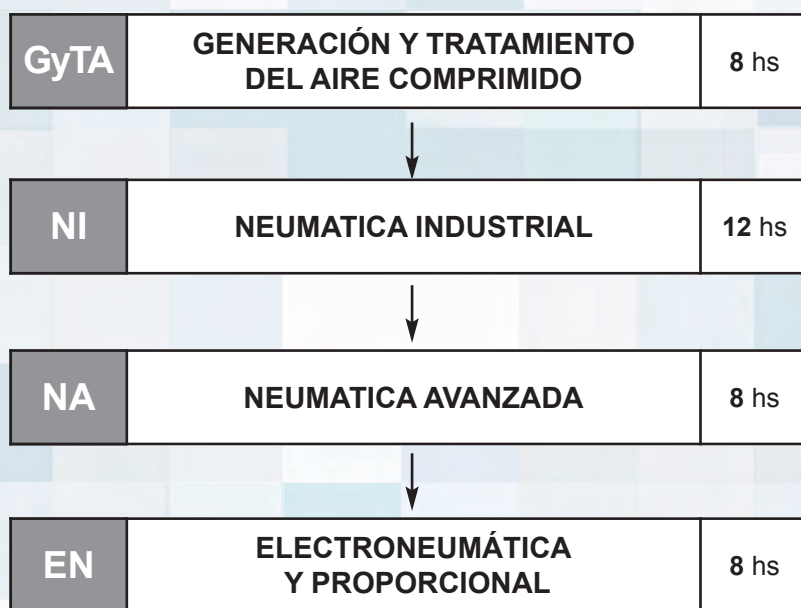 GyTA
GENERACIÓN Y TRATAMIENTO
DEL AIRE COMPRIMIDO
8 hs
NI
NEUMATICA INDUSTRIAL
12 hs
NA
NEUMATICA AVANZADA
8 hs
EN
ELECTRONEUMÁTICA
Y PROPORCIONAL
8 hs